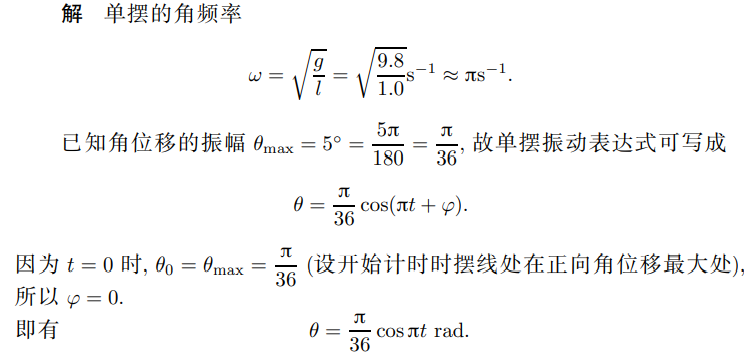 解 单摆的角频率
ω = √(g/l) = √(9.8/1.0) s⁻¹ ≈ πs⁻¹.
已知角位移的振幅 θmax = 5° = 5π/180 = π/36, 故单摆振动表达式可写成
θ = π/36 cos(πt + φ).
因为 t = 0 时, θ₀ = θmax = π/36 (设开始计时时摆线处在正向角位移最大处),
所以 φ = 0.
即有 θ = π/36 cos πt rad.